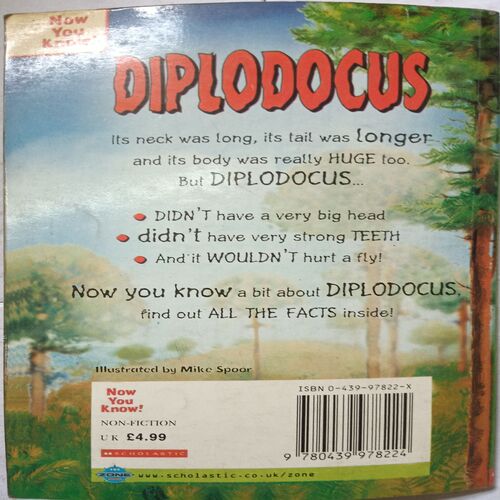 Now
You
Know!
DIPLODOCUS
Its neck was long, its tail was longer
and its body was really HUGE too.
But DIPLODOCUS...
DIDN'T have a very big head
didn't have very strong TEETH
And it WOULDN'T hurt a fly!
Now you know a bit about DIPLODOCUS,
find out ALL THE FACTS inside!
Illustrated by Mike Spoor
Now
You
Know!
NON-FICTION
UK £4.99
SCHOLASTIC
ISBN 0-439-97822-X
9 780439 978224
ZONE
www.scholastic.co.uk/zone